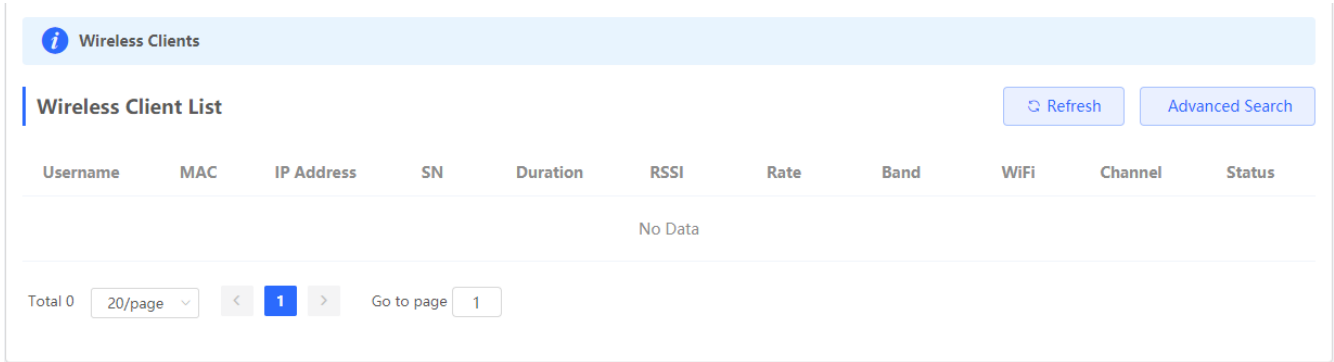 Wireless Clients
Wireless Client List
Refresh Advanced Search
Username MAC IP Address SN Duration RSSI Rate Band WiFi Channel Status
No Data
Total 0 20/page < 1 > Go to page 1